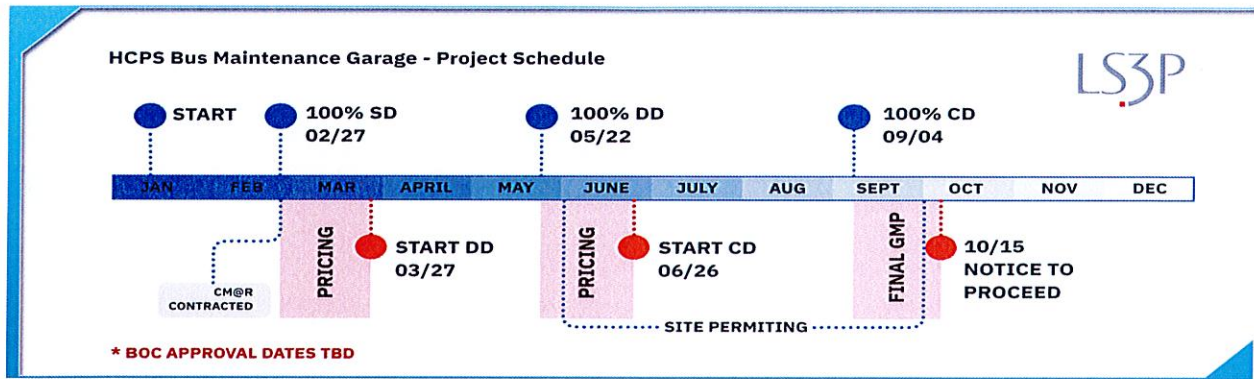 HCPS Bus Maintenance Garage - Project Schedule
LS3P
START
100% SD
02/27
100% DD
05/22
100% CD
09/04
JAN FEB MAR APRIL MAY JUNE JULY AUG SEPT OCT NOV DEC
PRICING
START DD
03/27
PRICING
START CD
06/26
FINAL GMP
10/15
NOTICE TO
PROCEED
CM@R
CONTRACTED
SITE PERMITING
* BOC APPROVAL DATES TBD